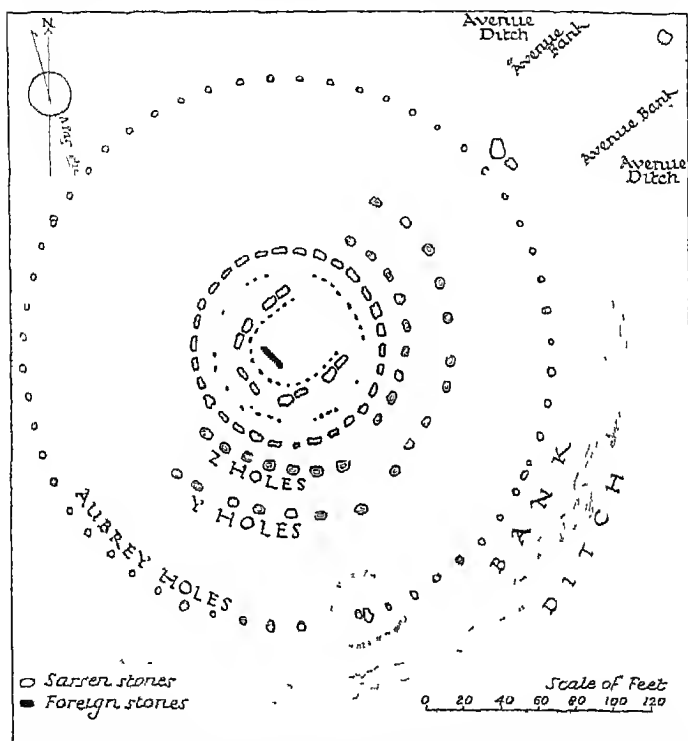 N
Avenue
Ditch
Avenue Bank
Mag.
Avenue Bank
Avenue
Ditch
Z HOLES
Y HOLES
AUBREY HOLES
BANK
DITCH
Sarsen stones
Foreign stones
Scale of Feet
0 20 40 60 80 100 120